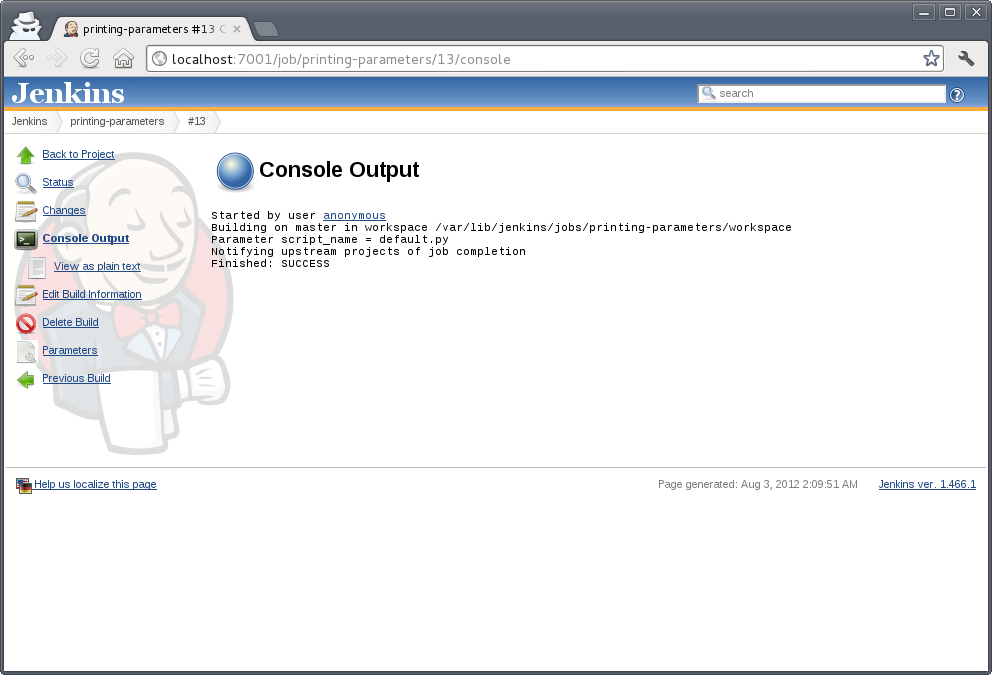 printing-parameters #13 C
localhost:7001/job/printing-parameters/13/console
Jenkins
search
?
Jenkins
printing-parameters
#13
Back to Project
Status
Changes
Console Output
View as plain text
Edit Build Information
Delete Build
Parameters
Previous Build
Console Output
Started by user anonymous
Building on master in workspace /var/lib/jenkins/jobs/printing-parameters/workspace
Parameter script_name = default.py
Notifying upstream projects of job completion
Finished: SUCCESS
Help us localize this page
Page generated: Aug 3, 2012 2:09:51 AM
Jenkins ver. 1.466.1